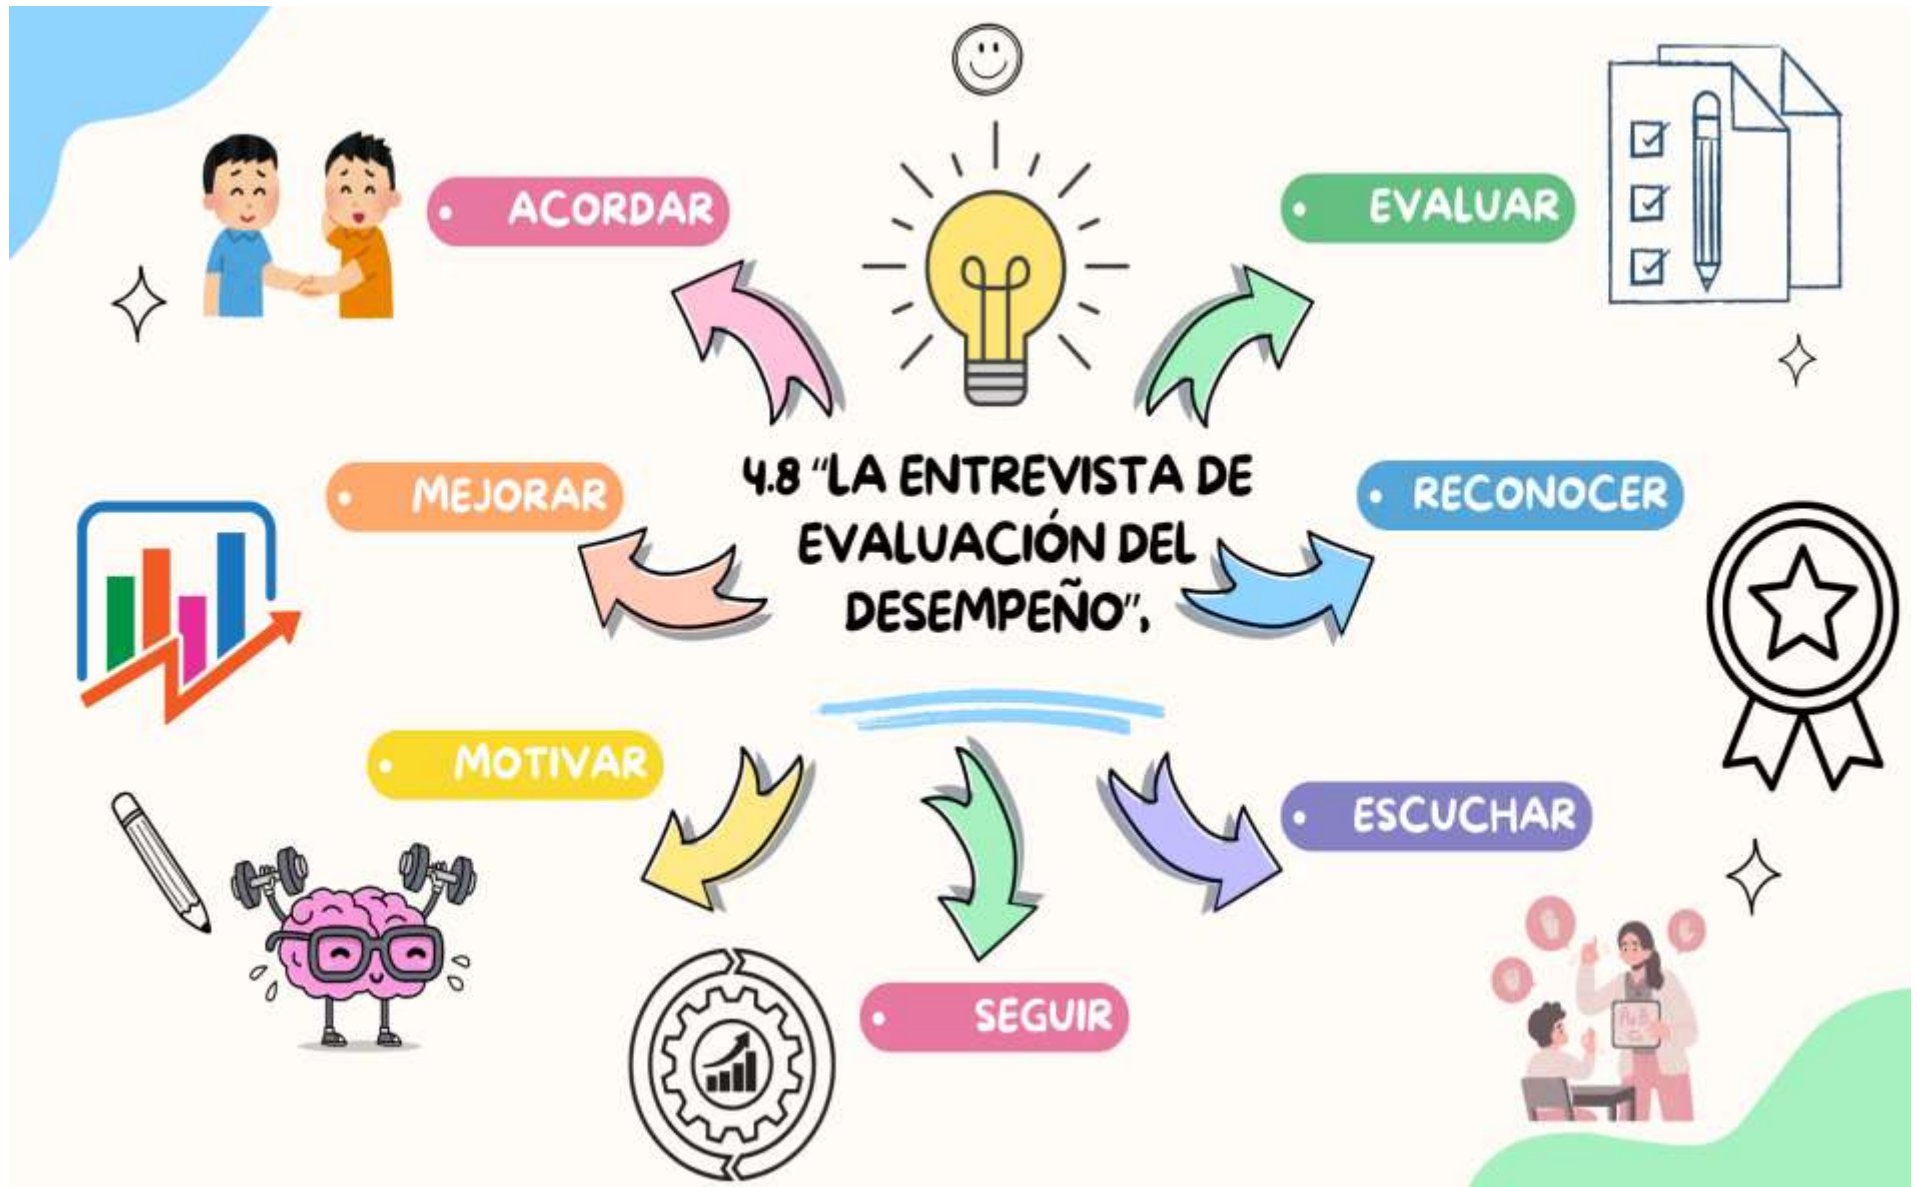 ACORDAR
EVALUAR
4.8 “LA ENTREVISTA DE
EVALUACIÓN DEL
DESEMPEÑO”,
MEJORAR
RECONOCER
MOTIVAR
ESCUCHAR
SEGUIR